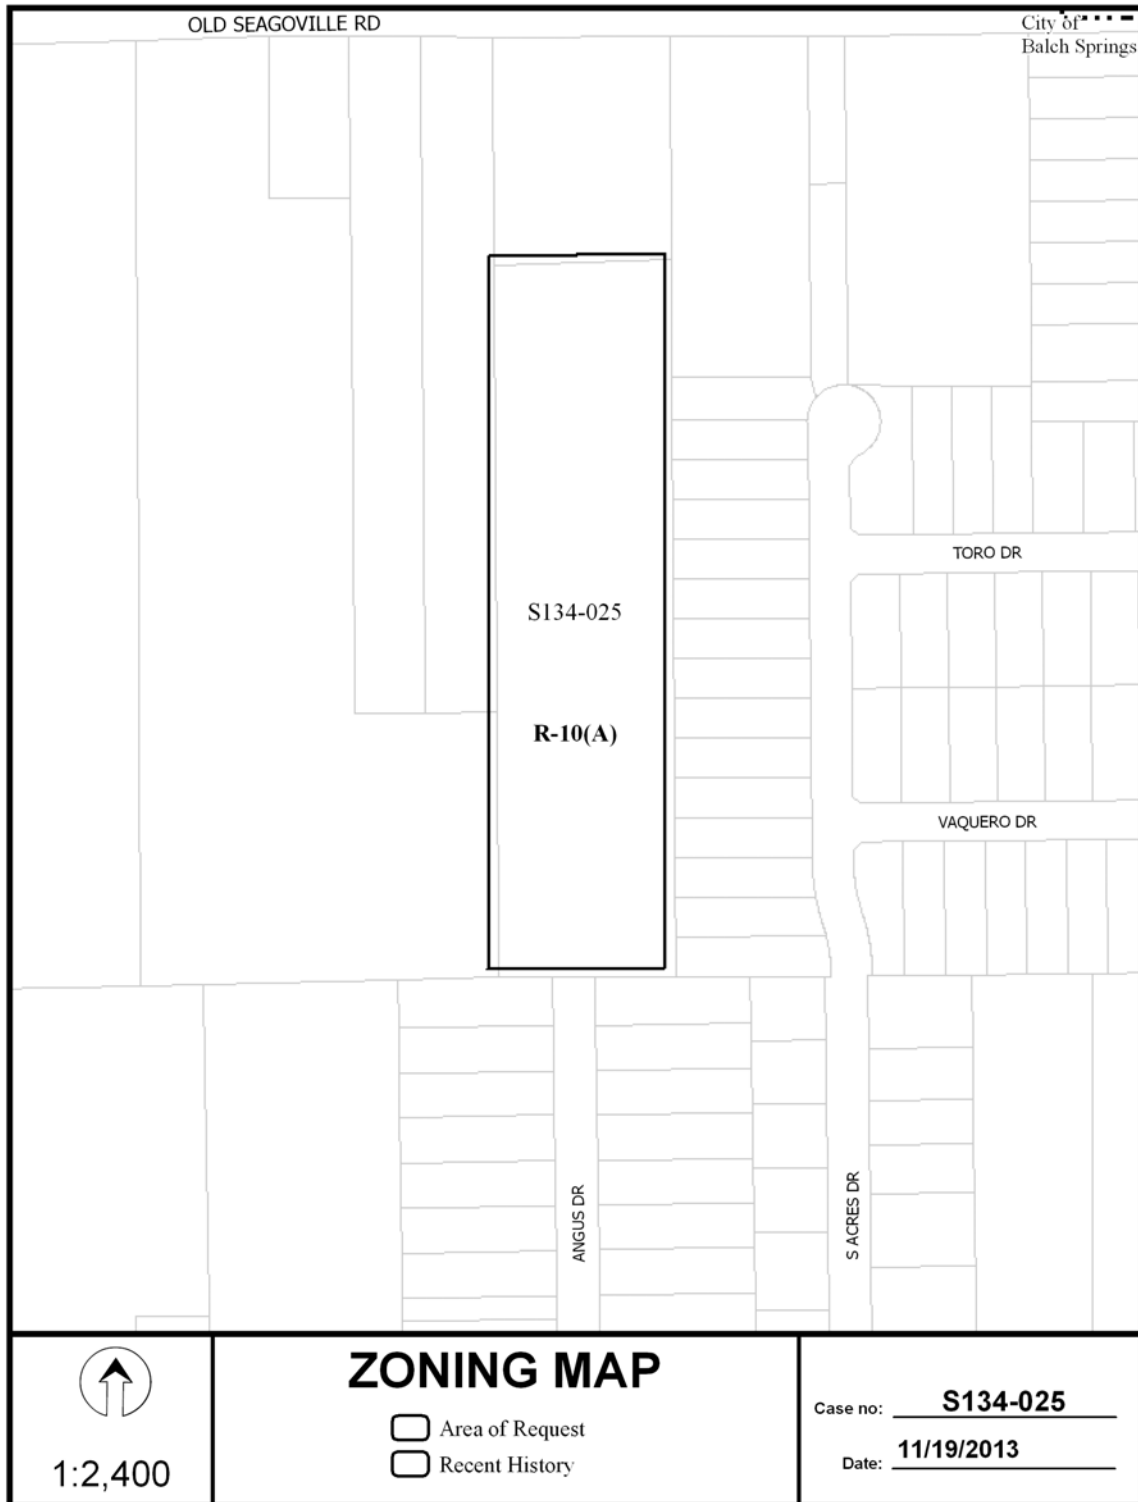 OLD SEAGOVILLE RD
City of
Balch Springs
TORO DR
S134-025
R-10(A)
VAQUERO DR
ANGUS DR
S ACRES DR
1:2,400
ZONING MAP
Area of Request
Recent History
Case no: S134-025
Date: 11/19/2013